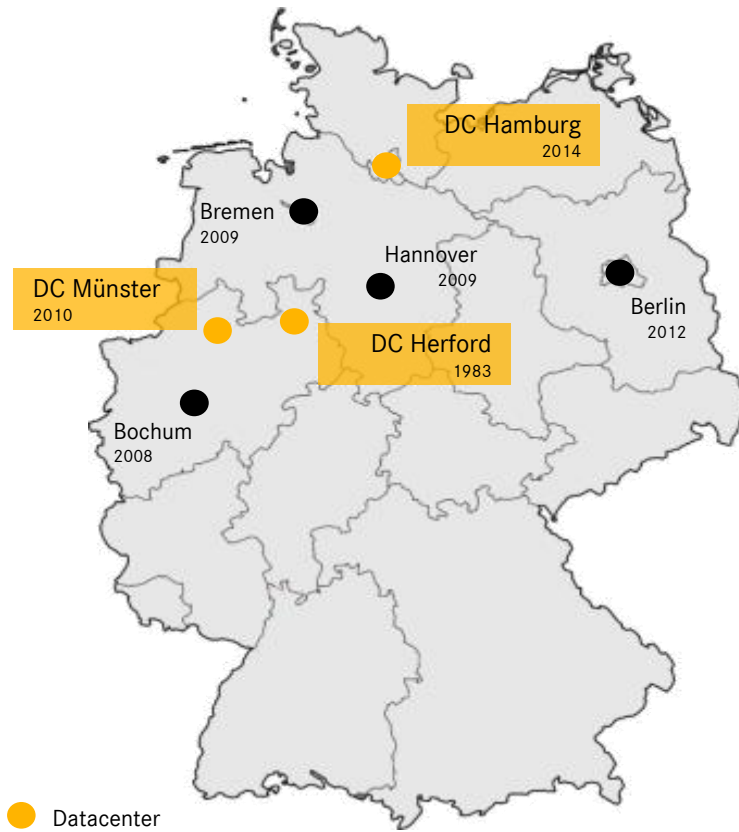 DC Hamburg
2014
Bremen
2009
Hannover
2009
DC Münster
2010
Berlin
2012
DC Herford
1983
Bochum
2008
Datacenter